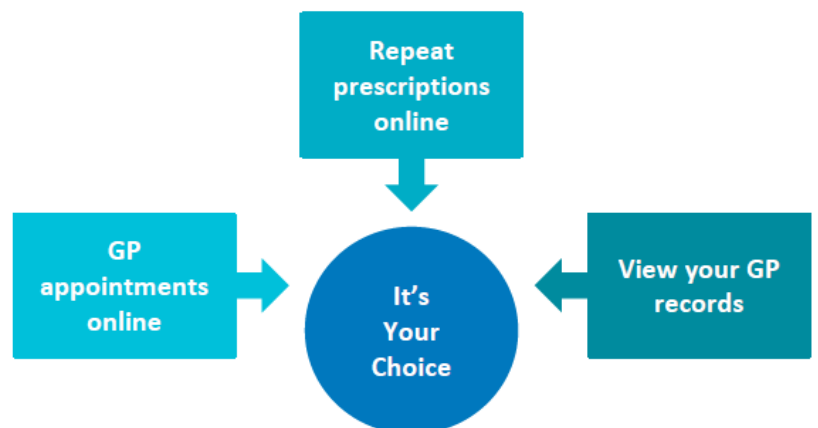 Repeat
prescriptions
online
GP
appointments
online
It's
Your
Choice
View your GP
records